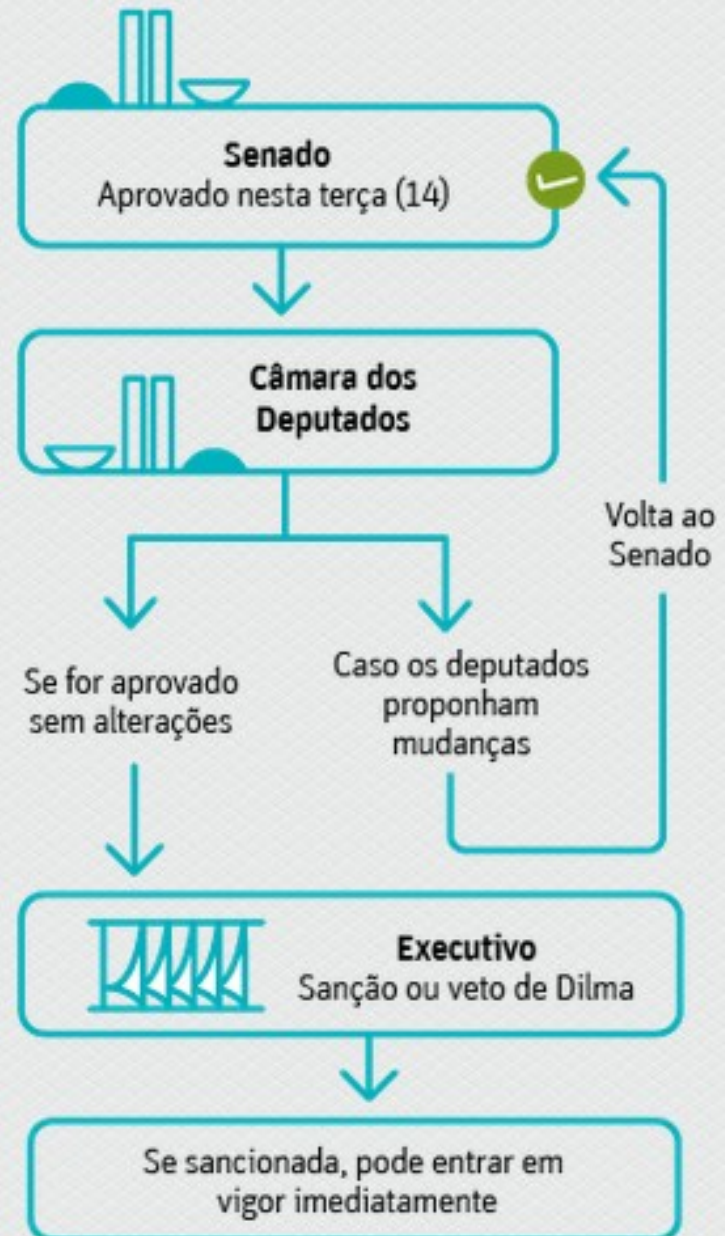 Senado
Aprovado nesta terça (14)
Câmara dos
Deputados
Volta ao
Senado
Se for aprovado
sem alterações
Caso os deputados
proponham
mudanças
Executivo
Sanção ou veto de Dilma
Se sancionada, pode entrar em
vigor imediatamente